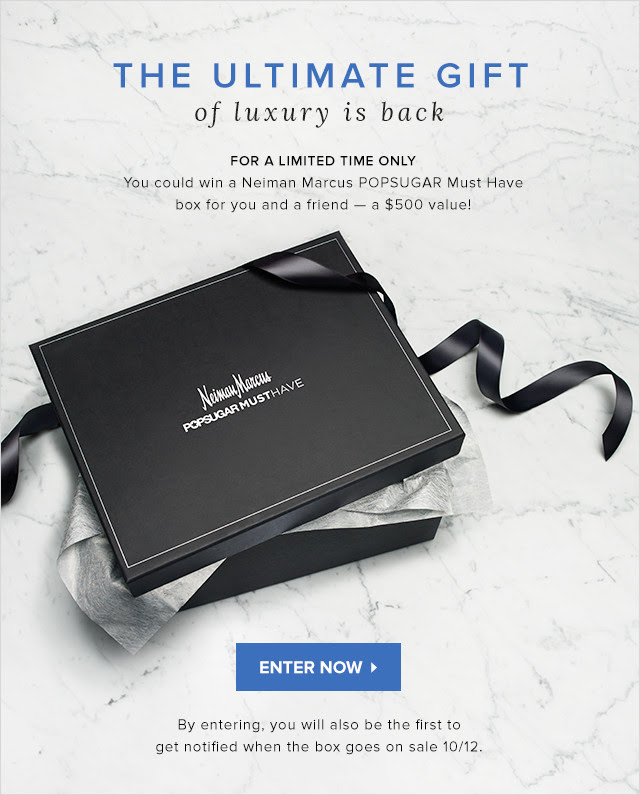 THE ULTIMATE GIFT
of luxury is back
FOR A LIMITED TIME ONLY
You could win a Neiman Marcus POPSUGAR Must Have
box for you and a friend — a $500 value!
Neiman Marcus
POPSUGAR MUSTHAVE
ENTER NOW
By entering, you will also be the first to
get notified when the box goes on sale 10/12.